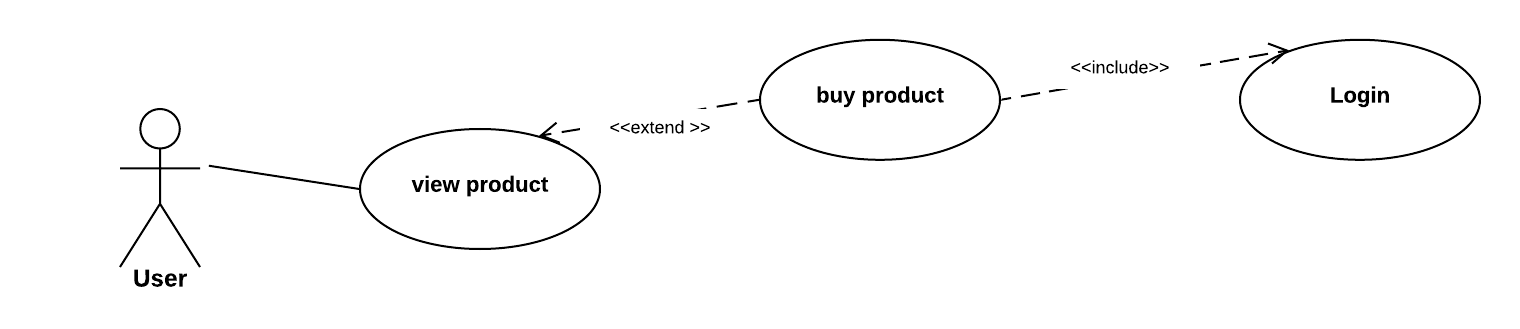 buy product
<<include>>
Login
<<extend >>
view product
User